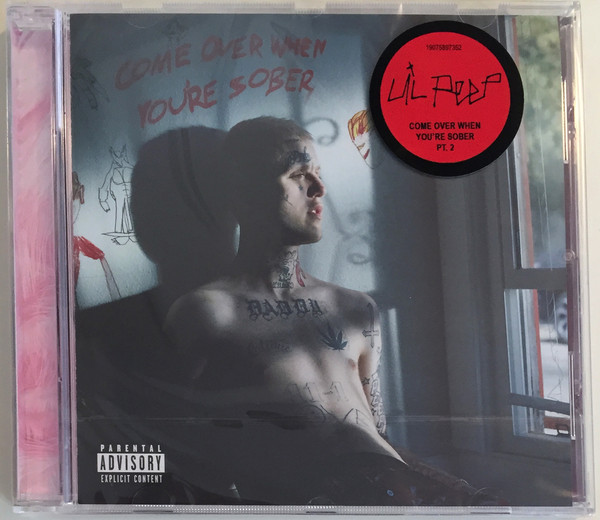 COME OVER WHEN
YOU'RE SOBER
19075897352
LiL PEEP
COME OVER WHEN
YOU'RE SOBER
PT. 2
DADDY
PARENTAL
ADVISORY
EXPLICIT CONTENT